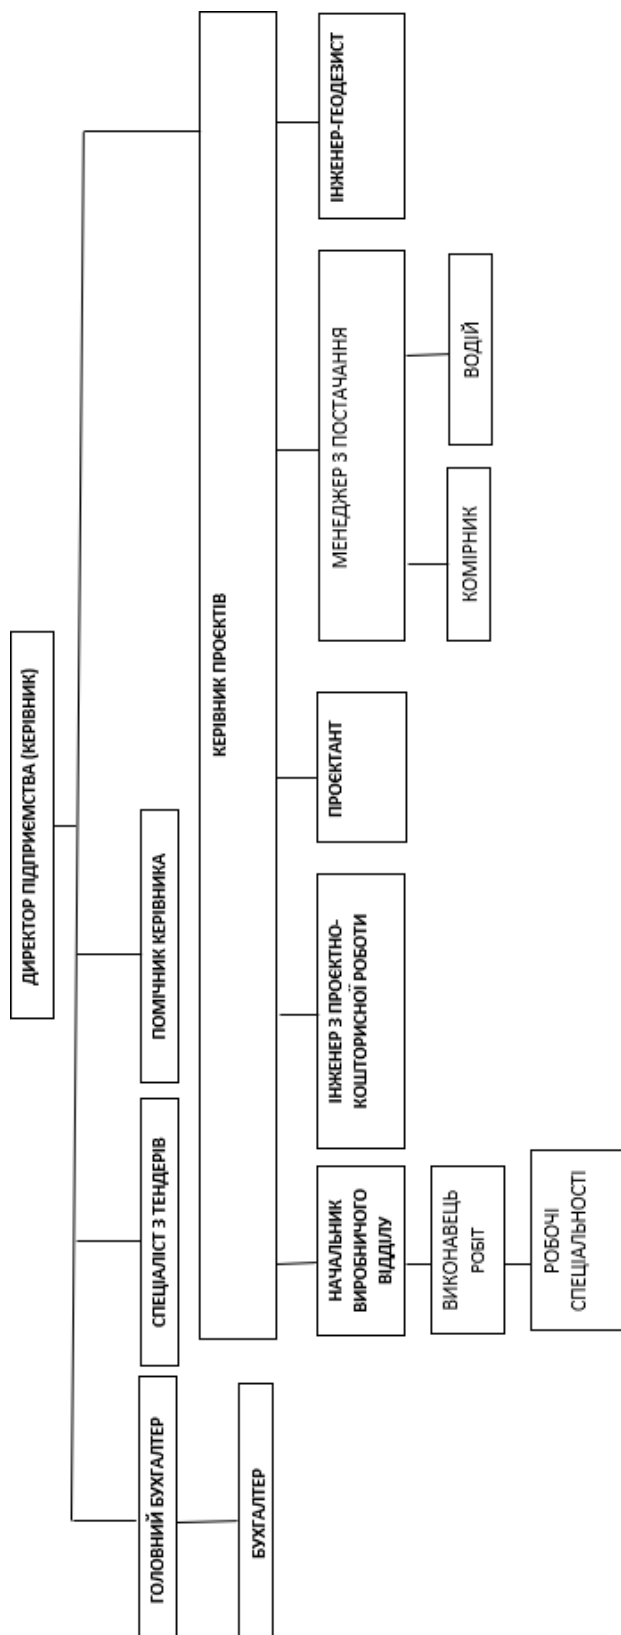 ДИРЕКТОР ПІДПРИЄМСТВА (КЕРІВНИК)
ГОЛОВНИЙ БУХГАЛТЕР
СПЕЦІАЛІСТ З ТЕНДЕРІВ
ПОМІЧНИК КЕРІВНИКА
БУХГАЛТЕР
КЕРІВНИК ПРОЄКТІВ
НАЧАЛЬНИК
ВИРОБНИЧОГО
ВІДДІЛУ
ІНЖЕНЕР З ПРОЄКТНО-
КОШТОРИСНОЇ РОБОТИ
ПРОЄКТАНТ
МЕНЕДЖЕР З ПОСТАЧАННЯ
ІНЖЕНЕР-ГЕОДЕЗИСТ
ВИКОНАВЕЦЬ
РОБІТ
КОМІРНИК
ВОДІЙ
РОБОЧІ
СПЕЦІАЛЬНОСТІ